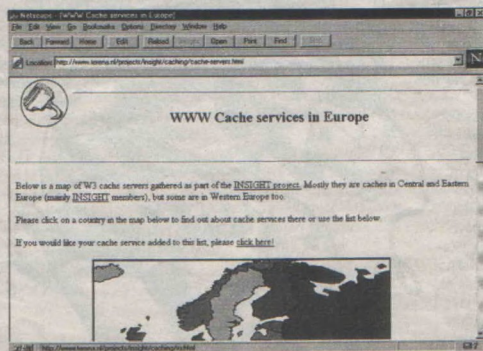 Netscape - [WWW Cache services in Europe]
File Edit View Go Bookmarks Options Directory Window Help
Back Forward Home Edit Reload Open Print Find
Location: http://www.terena.nl/projects/insight/caching/cache-servers.html
N
WWW Cache services in Europe
Below is a map of W3 cache servers gathered as part of the INSIGHT project. Mostly they are caches in Central and Eastern
Europe (mainly INSIGHT members), but some are in Western Europe too.
Please click on a country in the map below to find out about cache services there or use the list below.
If you would like your cache service added to this list, please click here!